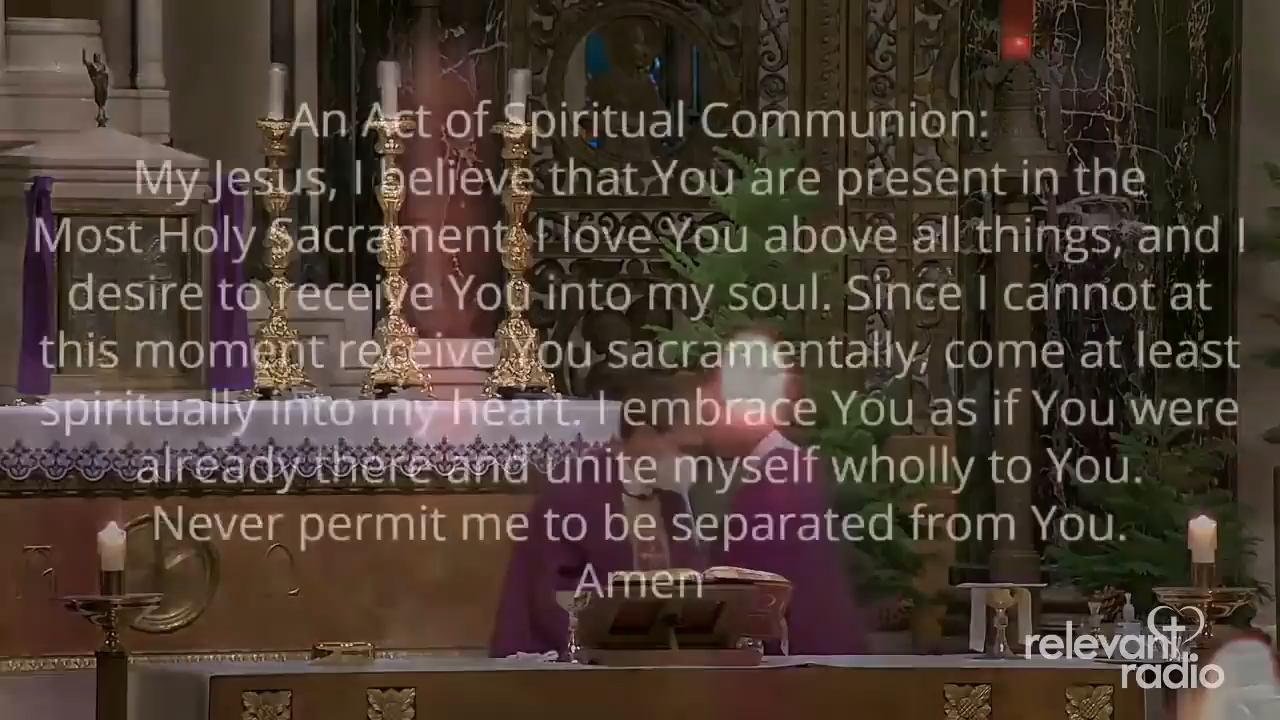 An Act of Spiritual Communion:
My Jesus, I believe that You are present in the
Most Holy Sacrament. I love You above all things, and I
desire to receive You into my soul. Since I cannot at
this moment receive You sacramentally, come at least
spiritually into my heart. I embrace You as if You were
already there and unite myself wholly to You.
Never permit me to be separated from You.
Amen
relevant
radio